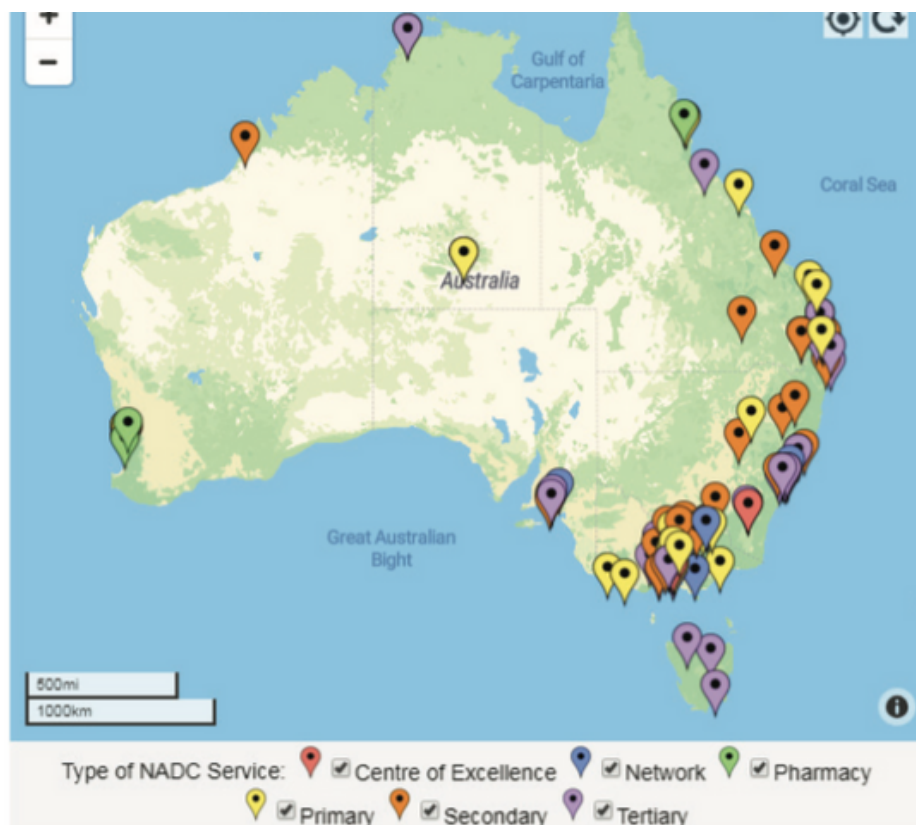 +
−
Gulf of
Carpentaria
Coral Sea
Australia
Great Australian
Bight
500mi
1000km
Type of NADC Service: Centre of Excellence Network Pharmacy
Primary Secondary Tertiary